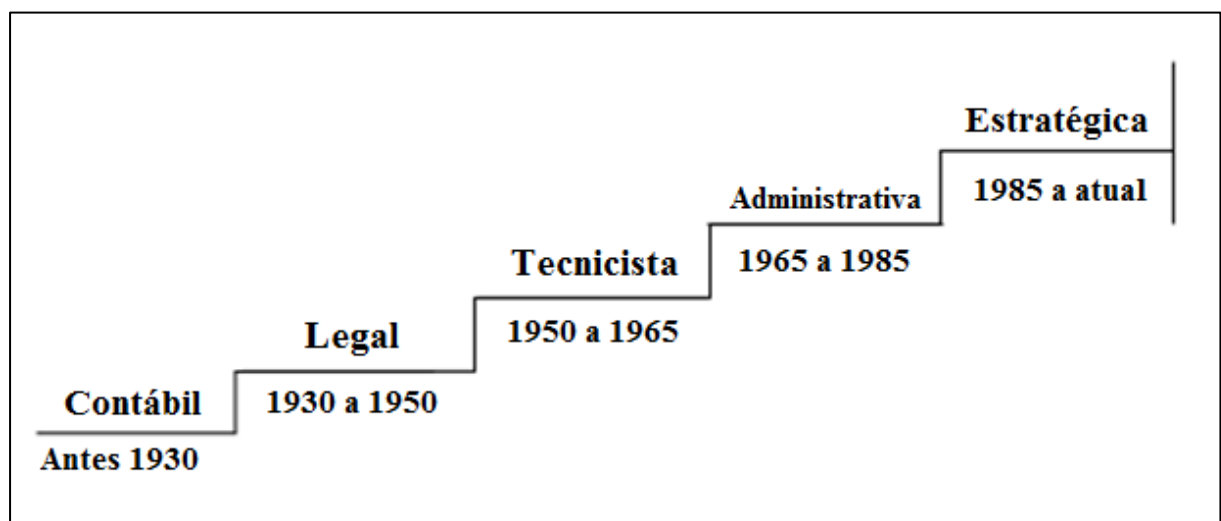 Contábil
Antes 1930
Legal
1930 a 1950
Tecnicista
1950 a 1965
Administrativa
1965 a 1985
Estratégica
1985 a atual